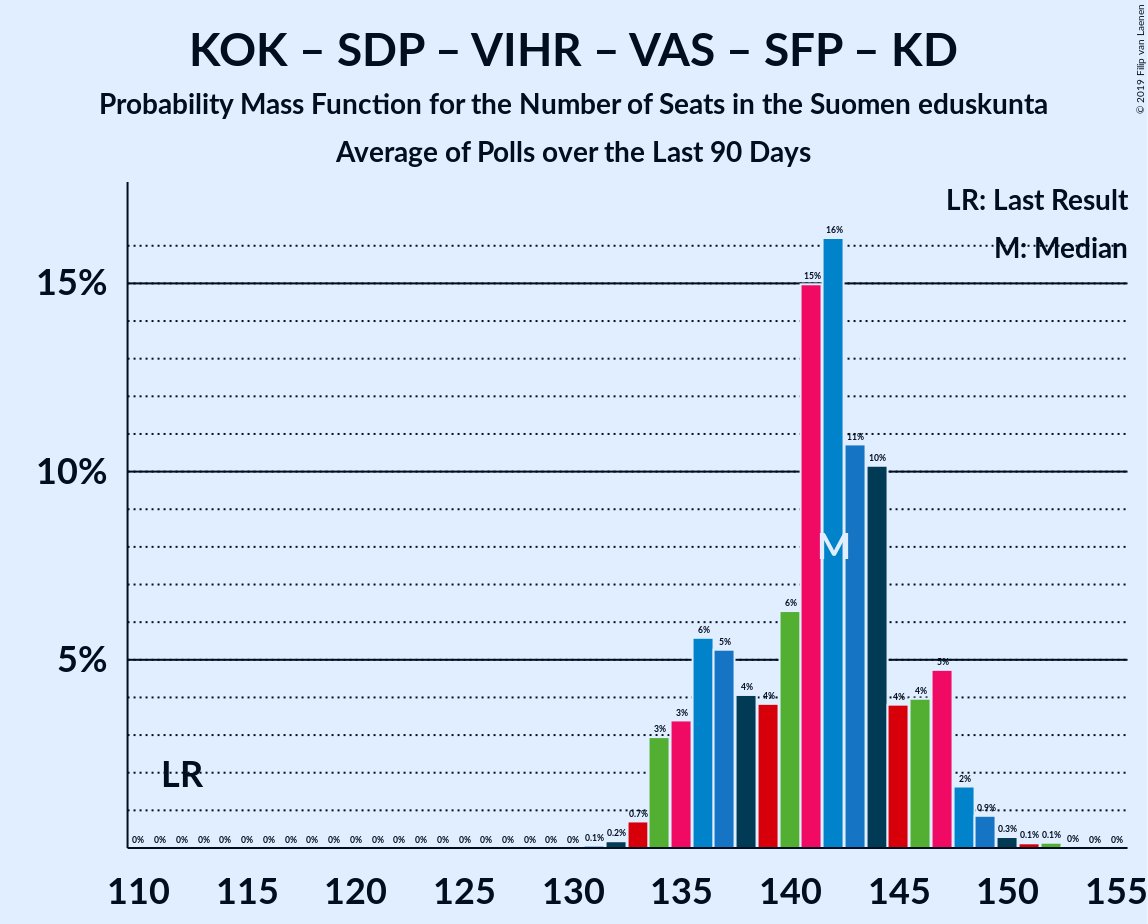 KOK – SDP – VIHR – VAS – SFP – KD
Probability Mass Function for the Number of Seats in the Suomen eduskunta
Average of Polls over the Last 90 Days
© 2019 Filip van Laenen
LR: Last Result
M: Median
15%
10%
5%
LR
M
0% 0% 0% 0% 0% 0% 0% 0% 0% 0% 0% 0% 0% 0% 0% 0% 0% 0% 0% 0% 0% 0.1% 0.2% 0.7% 3% 3% 6% 5% 4% 4% 6% 15% 16% 11% 10% 4% 4% 5% 2% 0.9% 0.3% 0.1% 0.1% 0% 0% 0%
110 115 120 125 130 135 140 145 150 155